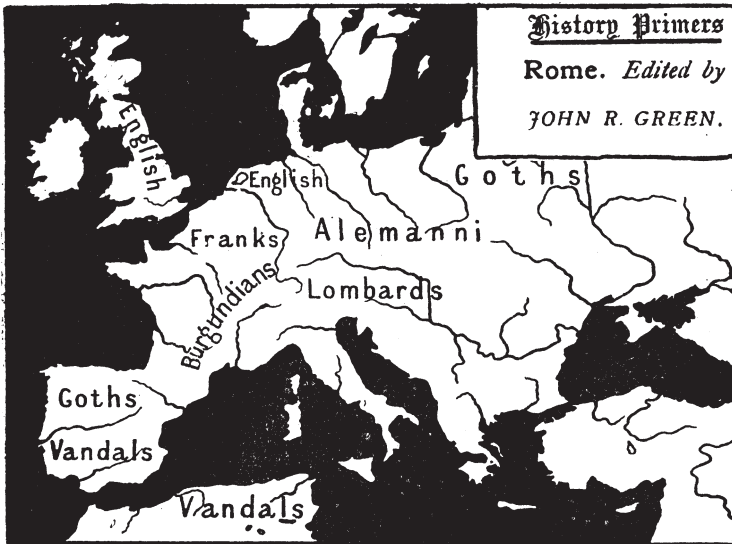 History Primers
Rome. Edited by
JOHN R. GREEN.
English
English
Goths
Franks
Alemanni
Burgundians
Lombards
Goths
Vandals
Vandals